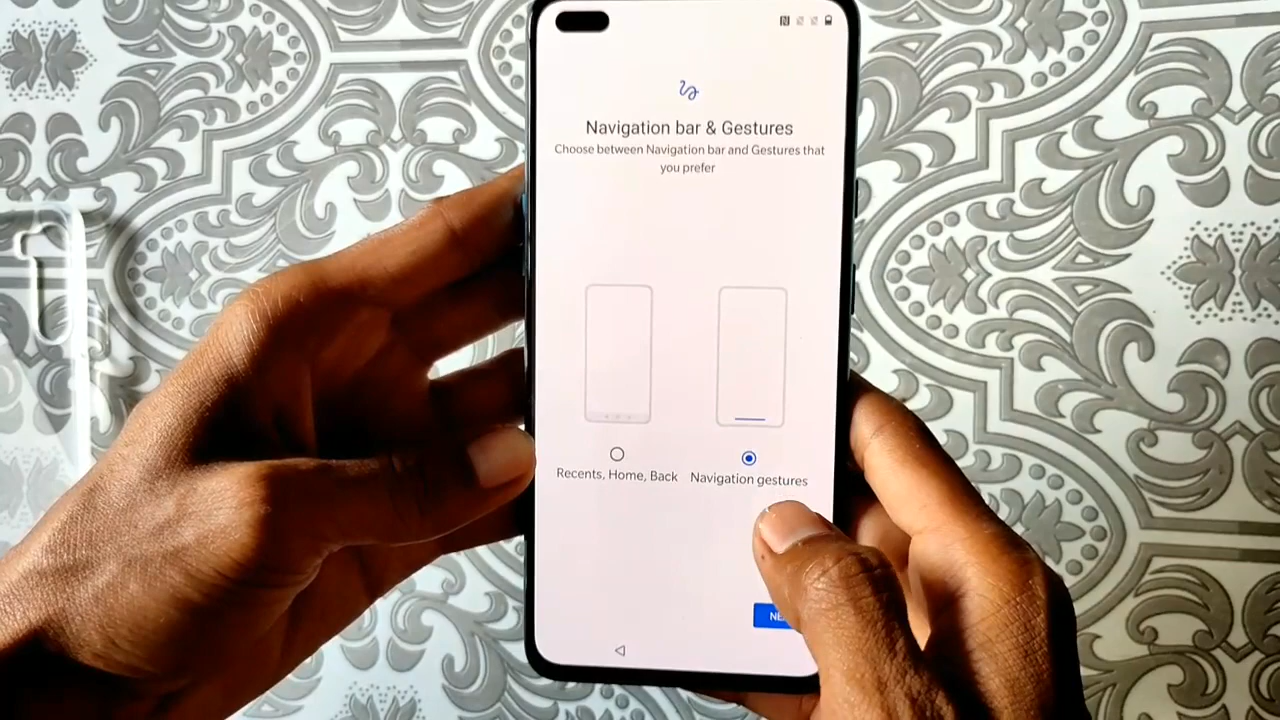 Navigation bar & Gestures
Choose between Navigation bar and Gestures that
you prefer
Recents, Home, Back
Navigation gestures